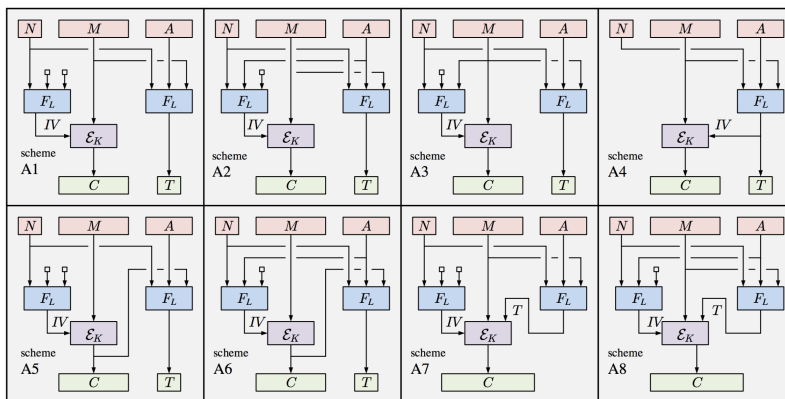 N M A N M A N M A N M A
F_L F_L F_L F_L F_L F_L F_L
IV IV IV IV
ℰ_K ℰ_K ℰ_K ℰ_K
scheme scheme scheme scheme
A1 A2 A3 A4
C T C T C T C T
N M A N M A N M A N M A
F_L F_L F_L F_L F_L F_L F_L F_L
T T
IV IV IV IV
ℰ_K ℰ_K ℰ_K ℰ_K
scheme scheme scheme scheme
A5 A6 A7 A8
C T C T C C